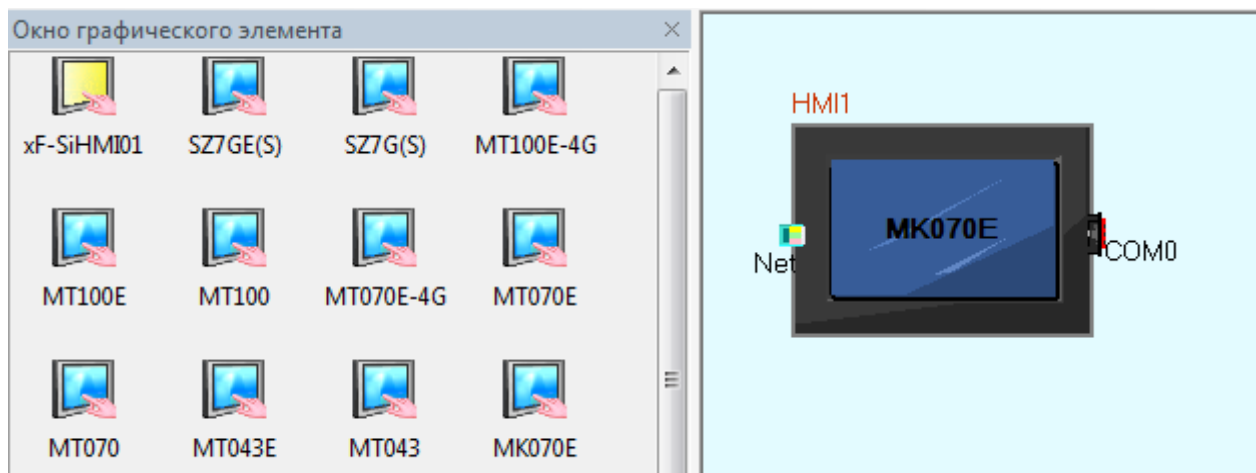 Окно графического элемента
xF-SiHMI01 SZ7GE(S) SZ7G(S) MT100E-4G
MT100E MT100 MT070E-4G MT070E
MT070 MT043E MT043 MK070E
HMI1
MK070E
Net
COM0